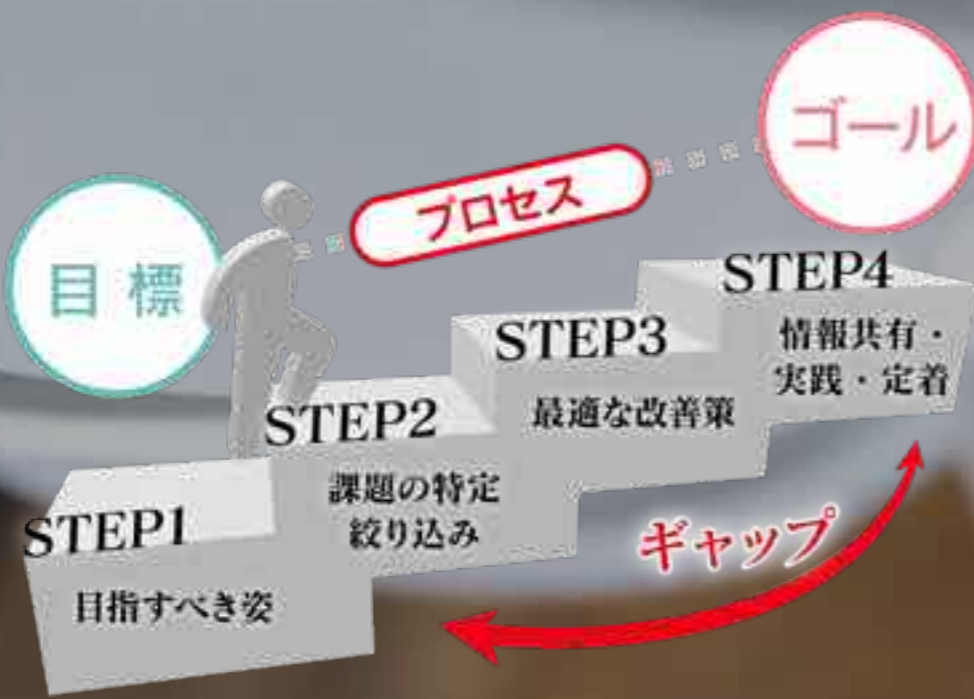 ゴール
プロセス
目標
STEP4
情報共有・
実践・定着
STEP3
最適な改善策
STEP2
課題の特定
絞り込み
STEP1
目指すべき姿
ギャップ